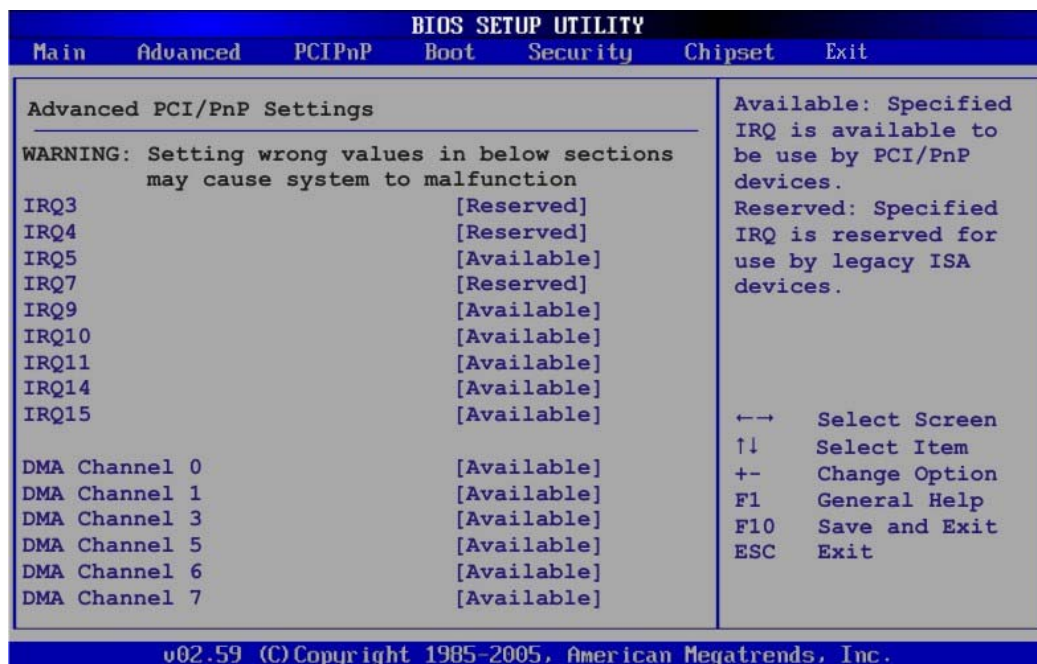 BIOS SETUP UTILITY
Main Advanced PCIPnP Boot Security Chipset Exit
Advanced PCI/PnP Settings
WARNING: Setting wrong values in below sections
may cause system to malfunction
IRQ3 [Reserved]
IRQ4 [Reserved]
IRQ5 [Available]
IRQ7 [Reserved]
IRQ9 [Available]
IRQ10 [Available]
IRQ11 [Available]
IRQ14 [Available]
IRQ15 [Available]
DMA Channel 0 [Available]
DMA Channel 1 [Available]
DMA Channel 3 [Available]
DMA Channel 5 [Available]
DMA Channel 6 [Available]
DMA Channel 7 [Available]
Available: Specified
IRQ is available to
be use by PCI/PnP
devices.
Reserved: Specified
IRQ is reserved for
use by legacy ISA
devices.
←→ Select Screen
↑↓ Select Item
+- Change Option
F1 General Help
F10 Save and Exit
ESC Exit
v02.59 (C)Copyright 1985-2005, American Megatrends, Inc.